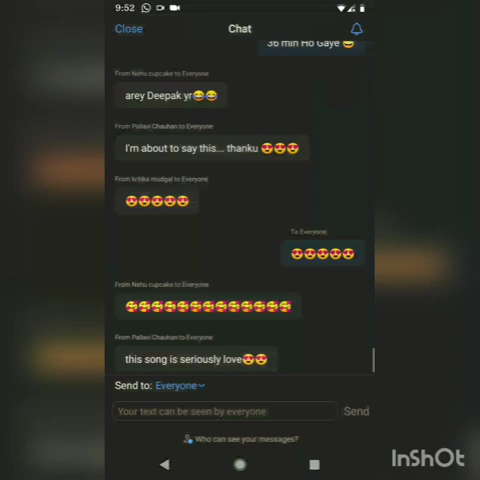 9:52
Close
Chat
36 min Ho Gaye 😄
From Nehu cupcake to Everyone
arey Deepak yr😂😂
From Pallavi Chauhan to Everyone
I'm about to say this... thanku 😍😍😍
From kritika mudgal to Everyone
😍😍😍😍😍
To Everyone
😍😍😍😍😍
From Nehu cupcake to Everyone
🥰🥰🥰🥰🥰🥰🥰🥰🥰🥰🥰🥰🥰
From Pallavi Chauhan to Everyone
this song is seriously love😍😍
Send to: Everyone
Your text can be seen by everyone
Send
Who can see your messages?
InShOt